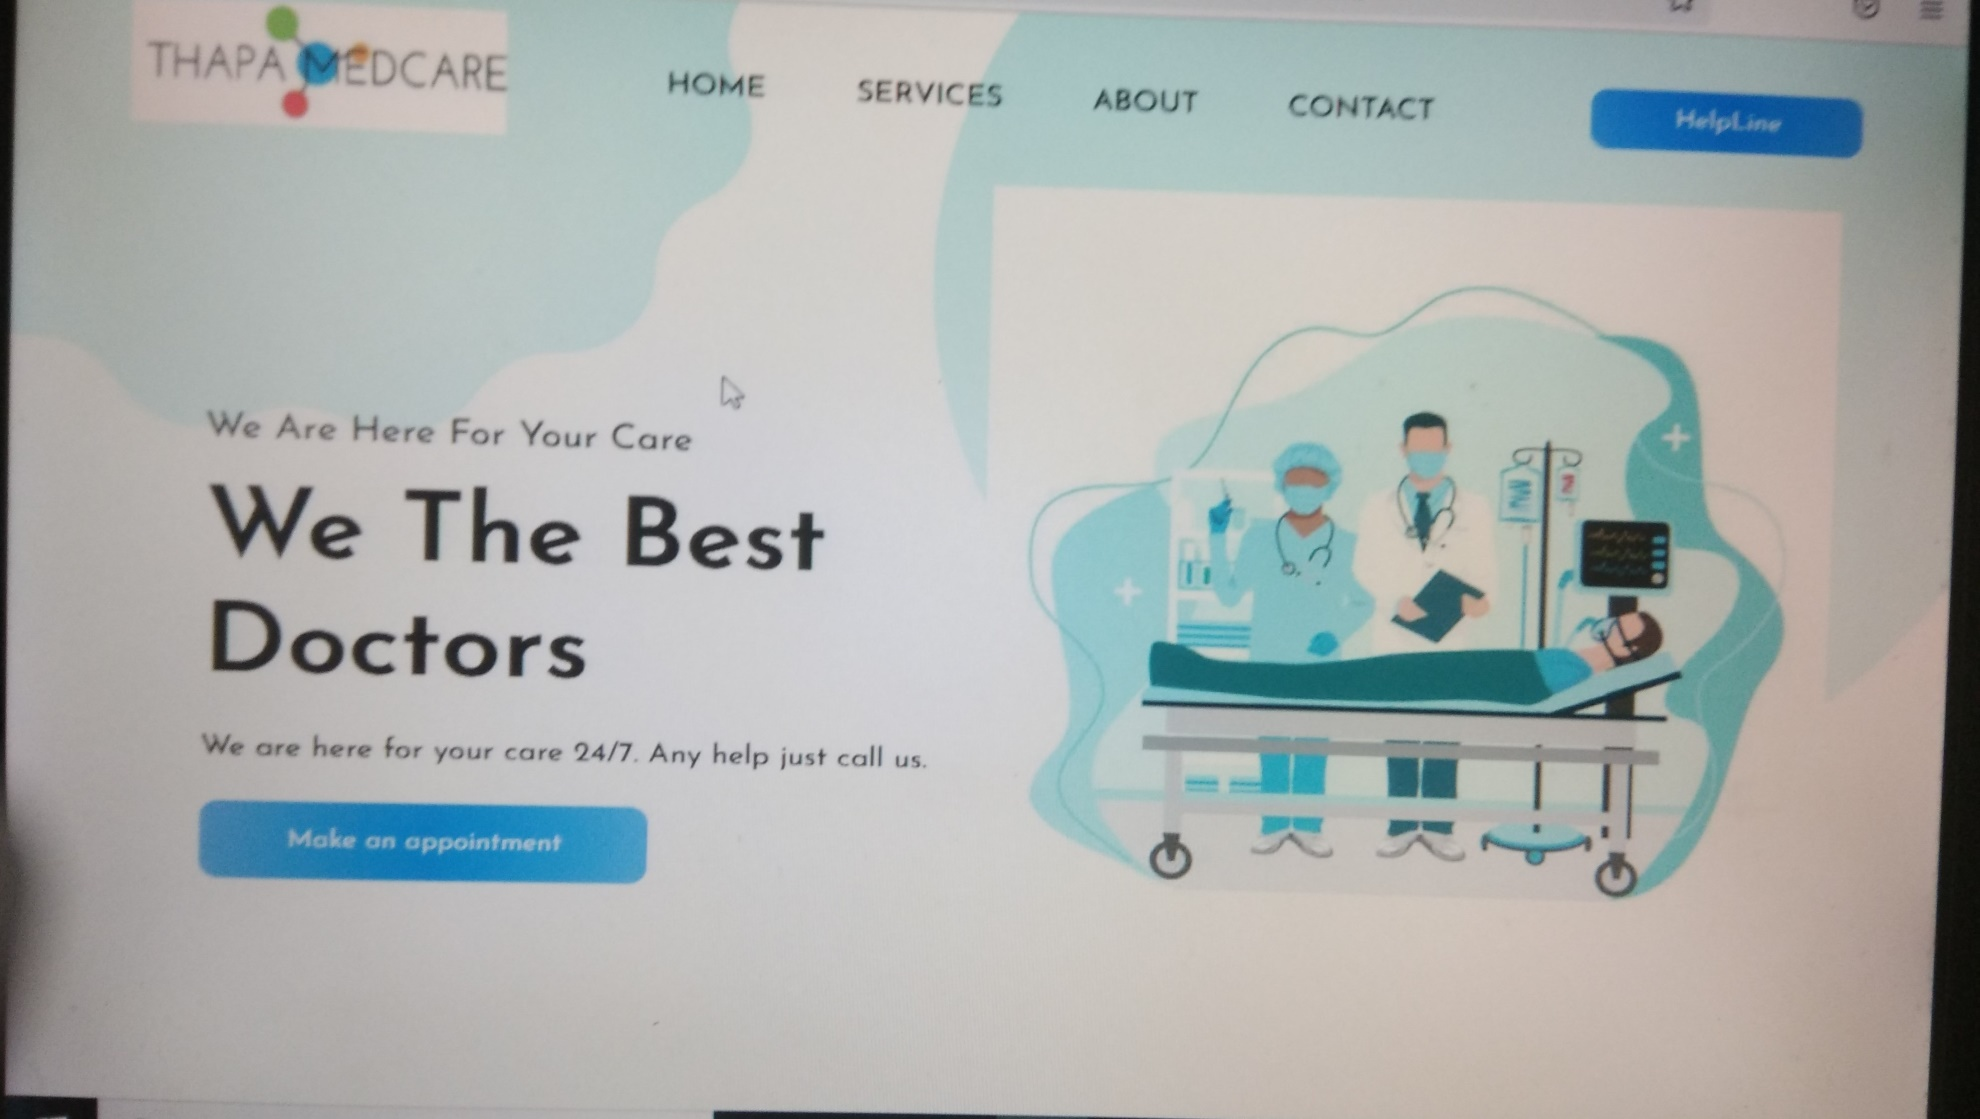 THAPA MEDCARE
HOME
SERVICES
ABOUT
CONTACT
HelpLine
We Are Here For Your Care
We The Best
Doctors
We are here for your care 24/7. Any help just call us.
Make an appointment